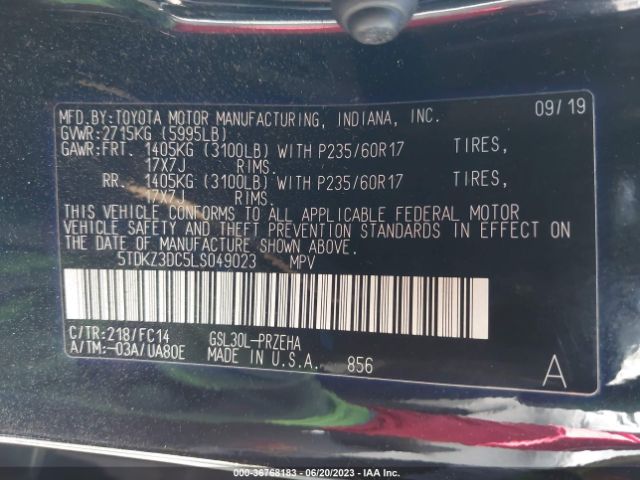 MFD.BY:TOYOTA MOTOR MANUFACTURING, INDIANA, INC. 09/19
GVWR:2715KG (5995LB)
GAWR:FRT. 1405KG (3100LB) WITH P235/60R17 TIRES,
17X7J RIMS.
RR. 1405KG (3100LB) WITH P235/60R17 TIRES,
17X7J RIMS.
THIS VEHICLE CONFORMS TO ALL APPLICABLE FEDERAL MOTOR
VEHICLE SAFETY AND THEFT PREVENTION STANDARDS IN EFFECT
ON THE DATE OF MANUFACTURE SHOWN ABOVE.
5TDKZ3DC5LS049023 MPV
C/TR:218/FC14 GSL30L-PRZEHA
A/TM:-03A/UA80E MADE IN U.S.A. 856 A
000-36768183 - 06/20/2023 - IAA Inc.